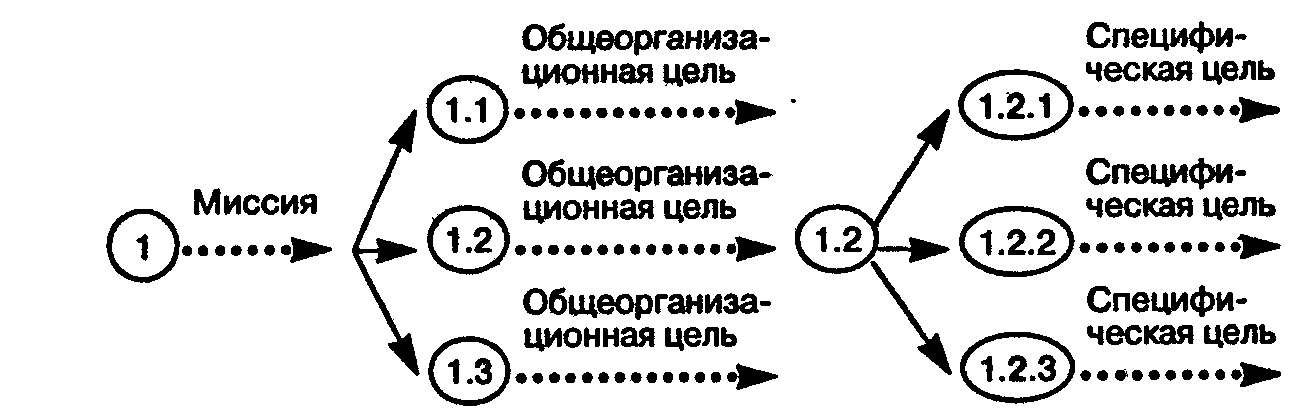 Общеорганиза-
ционная цель
1.1
Специфи-
ческая цель
1.2.1
Миссия
1
Общеорганиза-
ционная цель
1.2
1.2
Специфи-
ческая цель
1.2.2
Общеорганиза-
ционная цель
1.3
Специфи-
ческая цель
1.2.3